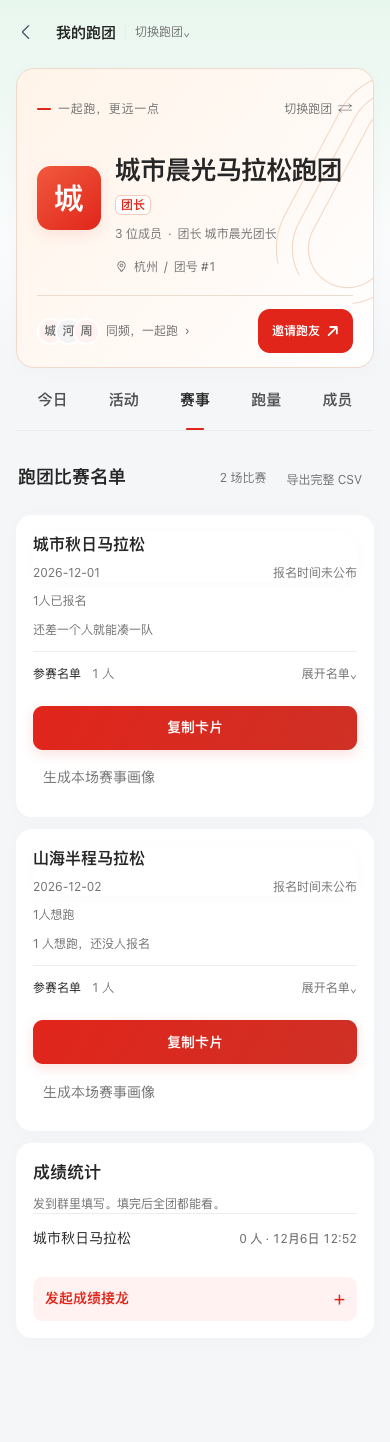 我的跑团 切换跑团
一起跑，更远一点 切换跑团
城 城市晨光马拉松跑团
团长
3 位成员 · 团长 城市晨光团长
杭州 / 团号 #1
城 河 周 同频，一起跑 › 邀请跑友
今日 活动 赛事 跑量 成员
跑团比赛名单 2 场比赛 导出完整 CSV
城市秋日马拉松
2026-12-01 报名时间未公布
1人已报名
还差一个人就能凑一队
参赛名单 1 人 展开名单
复制卡片
生成本场赛事画像
山海半程马拉松
2026-12-02 报名时间未公布
1人想跑
1 人想跑，还没人报名
参赛名单 1 人 展开名单
复制卡片
生成本场赛事画像
成绩统计
发到群里填写。填完后全团都能看。
城市秋日马拉松 0 人 · 12月6日 12:52
发起成绩接龙 +